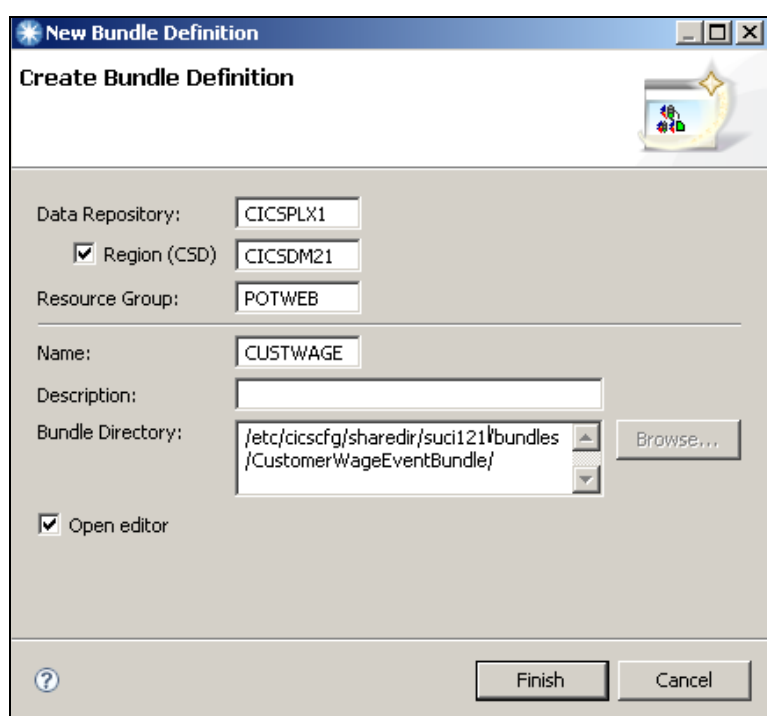 New Bundle Definition
Create Bundle Definition
Data Repository: CICSPLX1
Region (CSD) CICSDM21
Resource Group: POTWEB
Name: CUSTWAGE
Description:
Bundle Directory: /etc/cicscfg/sharedir/suci121/bundles
/CustomerWageEventBundle/
Browse...
Open editor
?
Finish Cancel